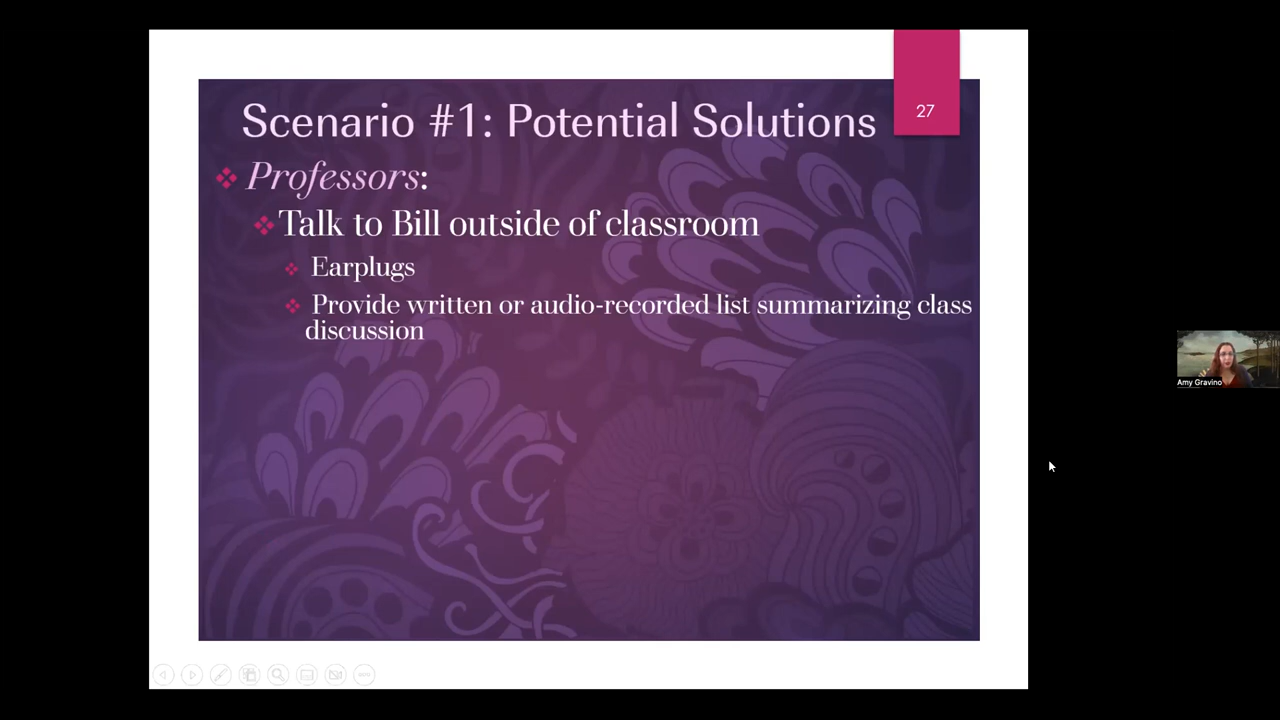 27
Scenario #1: Potential Solutions
Professors:
Talk to Bill outside of classroom
Earplugs
Provide written or audio-recorded list summarizing class
discussion
Amy Gravino